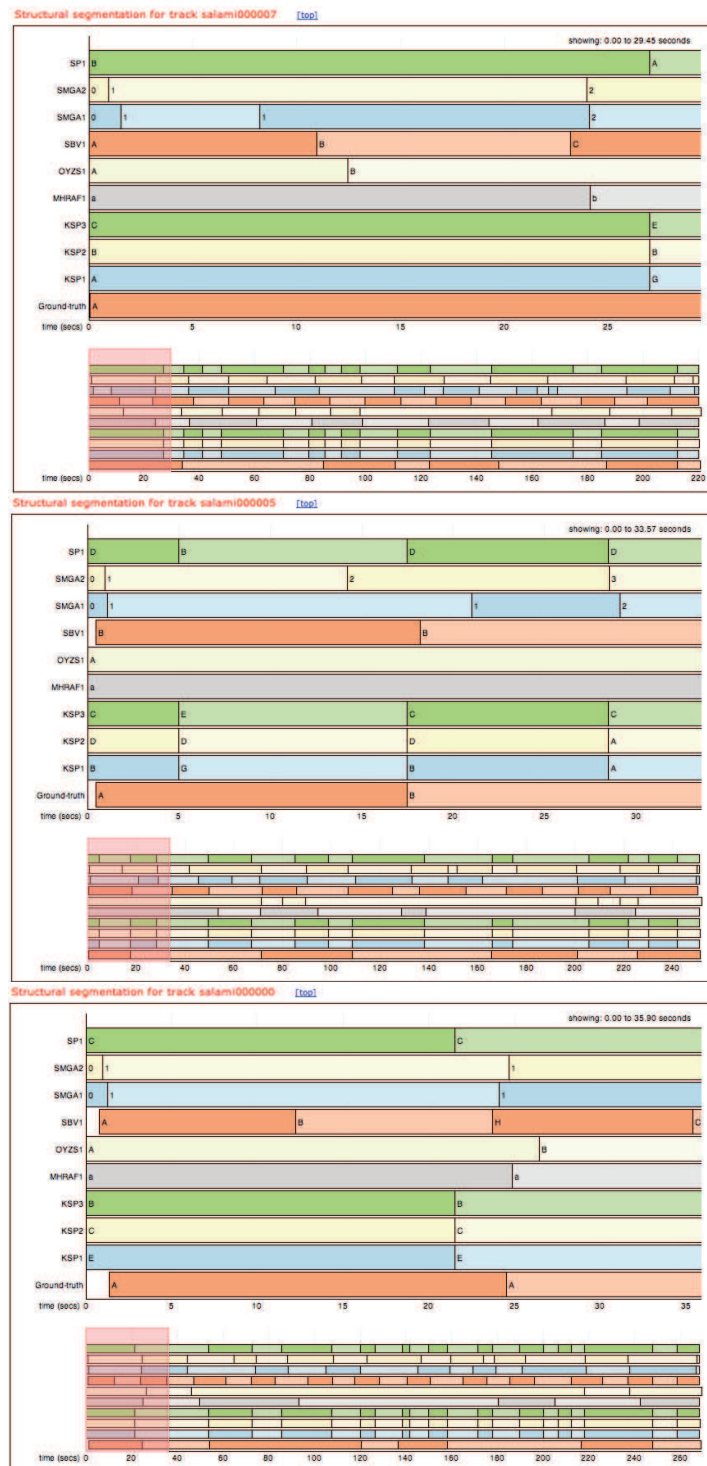 Structural segmentation for track salami000007 [top]
showing: 0.00 to 29.45 seconds
SP1 B A
SMGA2 0 1 2
SMGA1 0 1 1 2
SBV1 A B C
OYZS1 A B
MHRAF1 a b
KSP3 C E
KSP2 B B
KSP1 A G
Ground-truth A
time (secs) 0 5 10 15 20 25
time (secs) 0 20 40 60 80 100 120 140 160 180 200 220
Structural segmentation for track salami000005 [top]
showing: 0.00 to 33.57 seconds
SP1 D B D D
SMGA2 0 1 2 3
SMGA1 0 1 1 2
SBV1 B B
OYZS1 A
MHRAF1 a
KSP3 C E C C
KSP2 D D D A
KSP1 B G B A
Ground-truth A B
time (secs) 0 5 10 15 20 25 30
time (secs) 0 20 40 60 80 100 120 140 160 180 200 220 240
Structural segmentation for track salami000000 [top]
showing: 0.00 to 35.90 seconds
SP1 C C
SMGA2 0 1 1
SMGA1 0 1 1
SBV1 A B H C
OYZS1 A B
MHRAF1 a a
KSP3 B B
KSP2 C C
KSP1 E E
Ground-truth A A
time (secs) 0 5 10 15 20 25 30 35
time (secs) 0 20 40 60 80 100 120 140 160 180 200 220 240 260